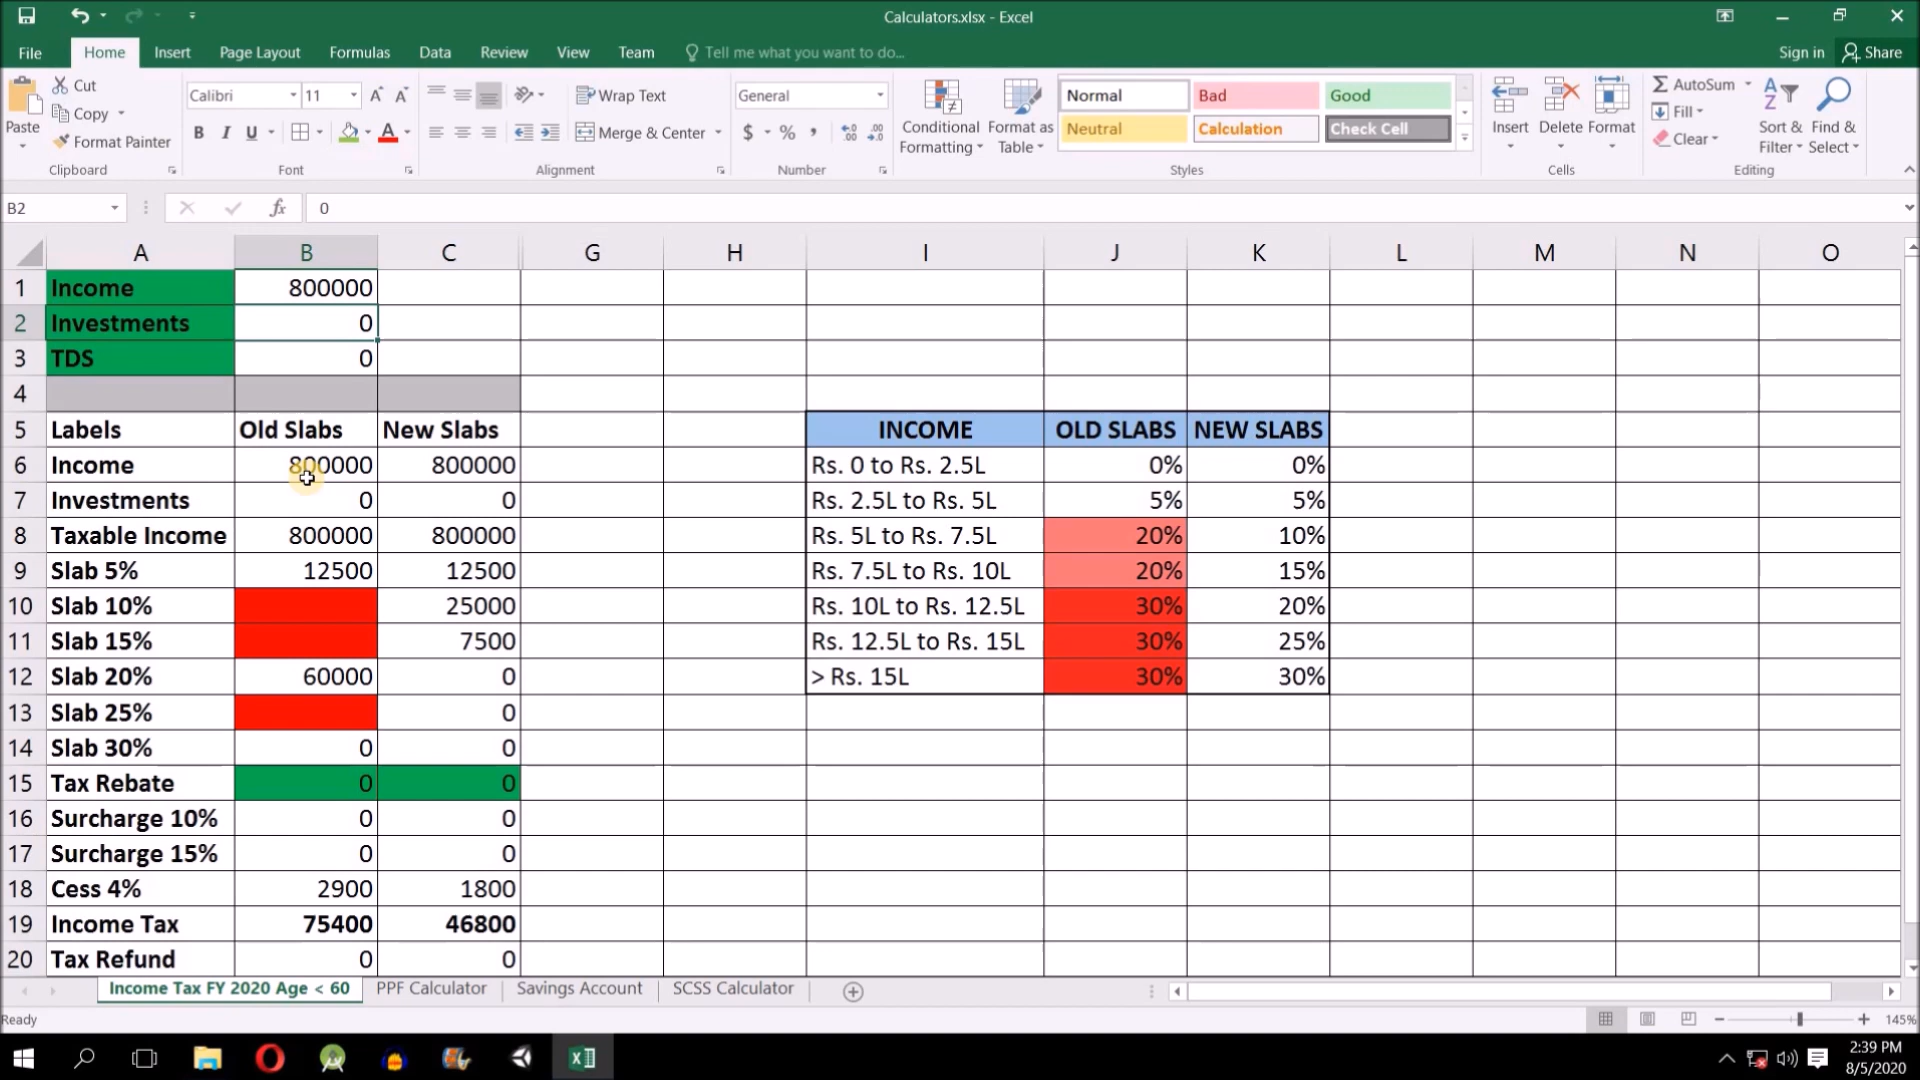 Calculators.xlsx - Excel
File Home Insert Page Layout Formulas Data Review View Team Tell me what you want to do... Sign in Share
Paste Cut Copy Format Painter
Calibri 11 A A B I U A
Wrap Text Merge & Center
General $ % ,
Conditional Formatting Format as Table
Normal Bad Good
Neutral Calculation Check Cell
Insert Delete Format
AutoSum Fill Clear
Sort & Filter Find & Select
Clipboard Font Alignment Number Styles Cells Editing
B2 fx 0
A B C G H I J K L M N O
1 Income 800000
2 Investments 0
3 TDS 0
4
5 Labels Old Slabs New Slabs INCOME OLD SLABS NEW SLABS
6 Income 800000 800000 Rs. 0 to Rs. 2.5L 0% 0%
7 Investments 0 0 Rs. 2.5L to Rs. 5L 5% 5%
8 Taxable Income 800000 800000 Rs. 5L to Rs. 7.5L 20% 10%
9 Slab 5% 12500 12500 Rs. 7.5L to Rs. 10L 20% 15%
10 Slab 10% 25000 Rs. 10L to Rs. 12.5L 30% 20%
11 Slab 15% 7500 Rs. 12.5L to Rs. 15L 30% 25%
12 Slab 20% 60000 0 > Rs. 15L 30% 30%
13 Slab 25% 0
14 Slab 30% 0 0
15 Tax Rebate 0 0
16 Surcharge 10% 0 0
17 Surcharge 15% 0 0
18 Cess 4% 2900 1800
19 Income Tax 75400 46800
20 Tax Refund 0 0
Income Tax FY 2020 Age < 60 PPF Calculator Savings Account SCSS Calculator
Ready 145%
2:39 PM
8/5/2020